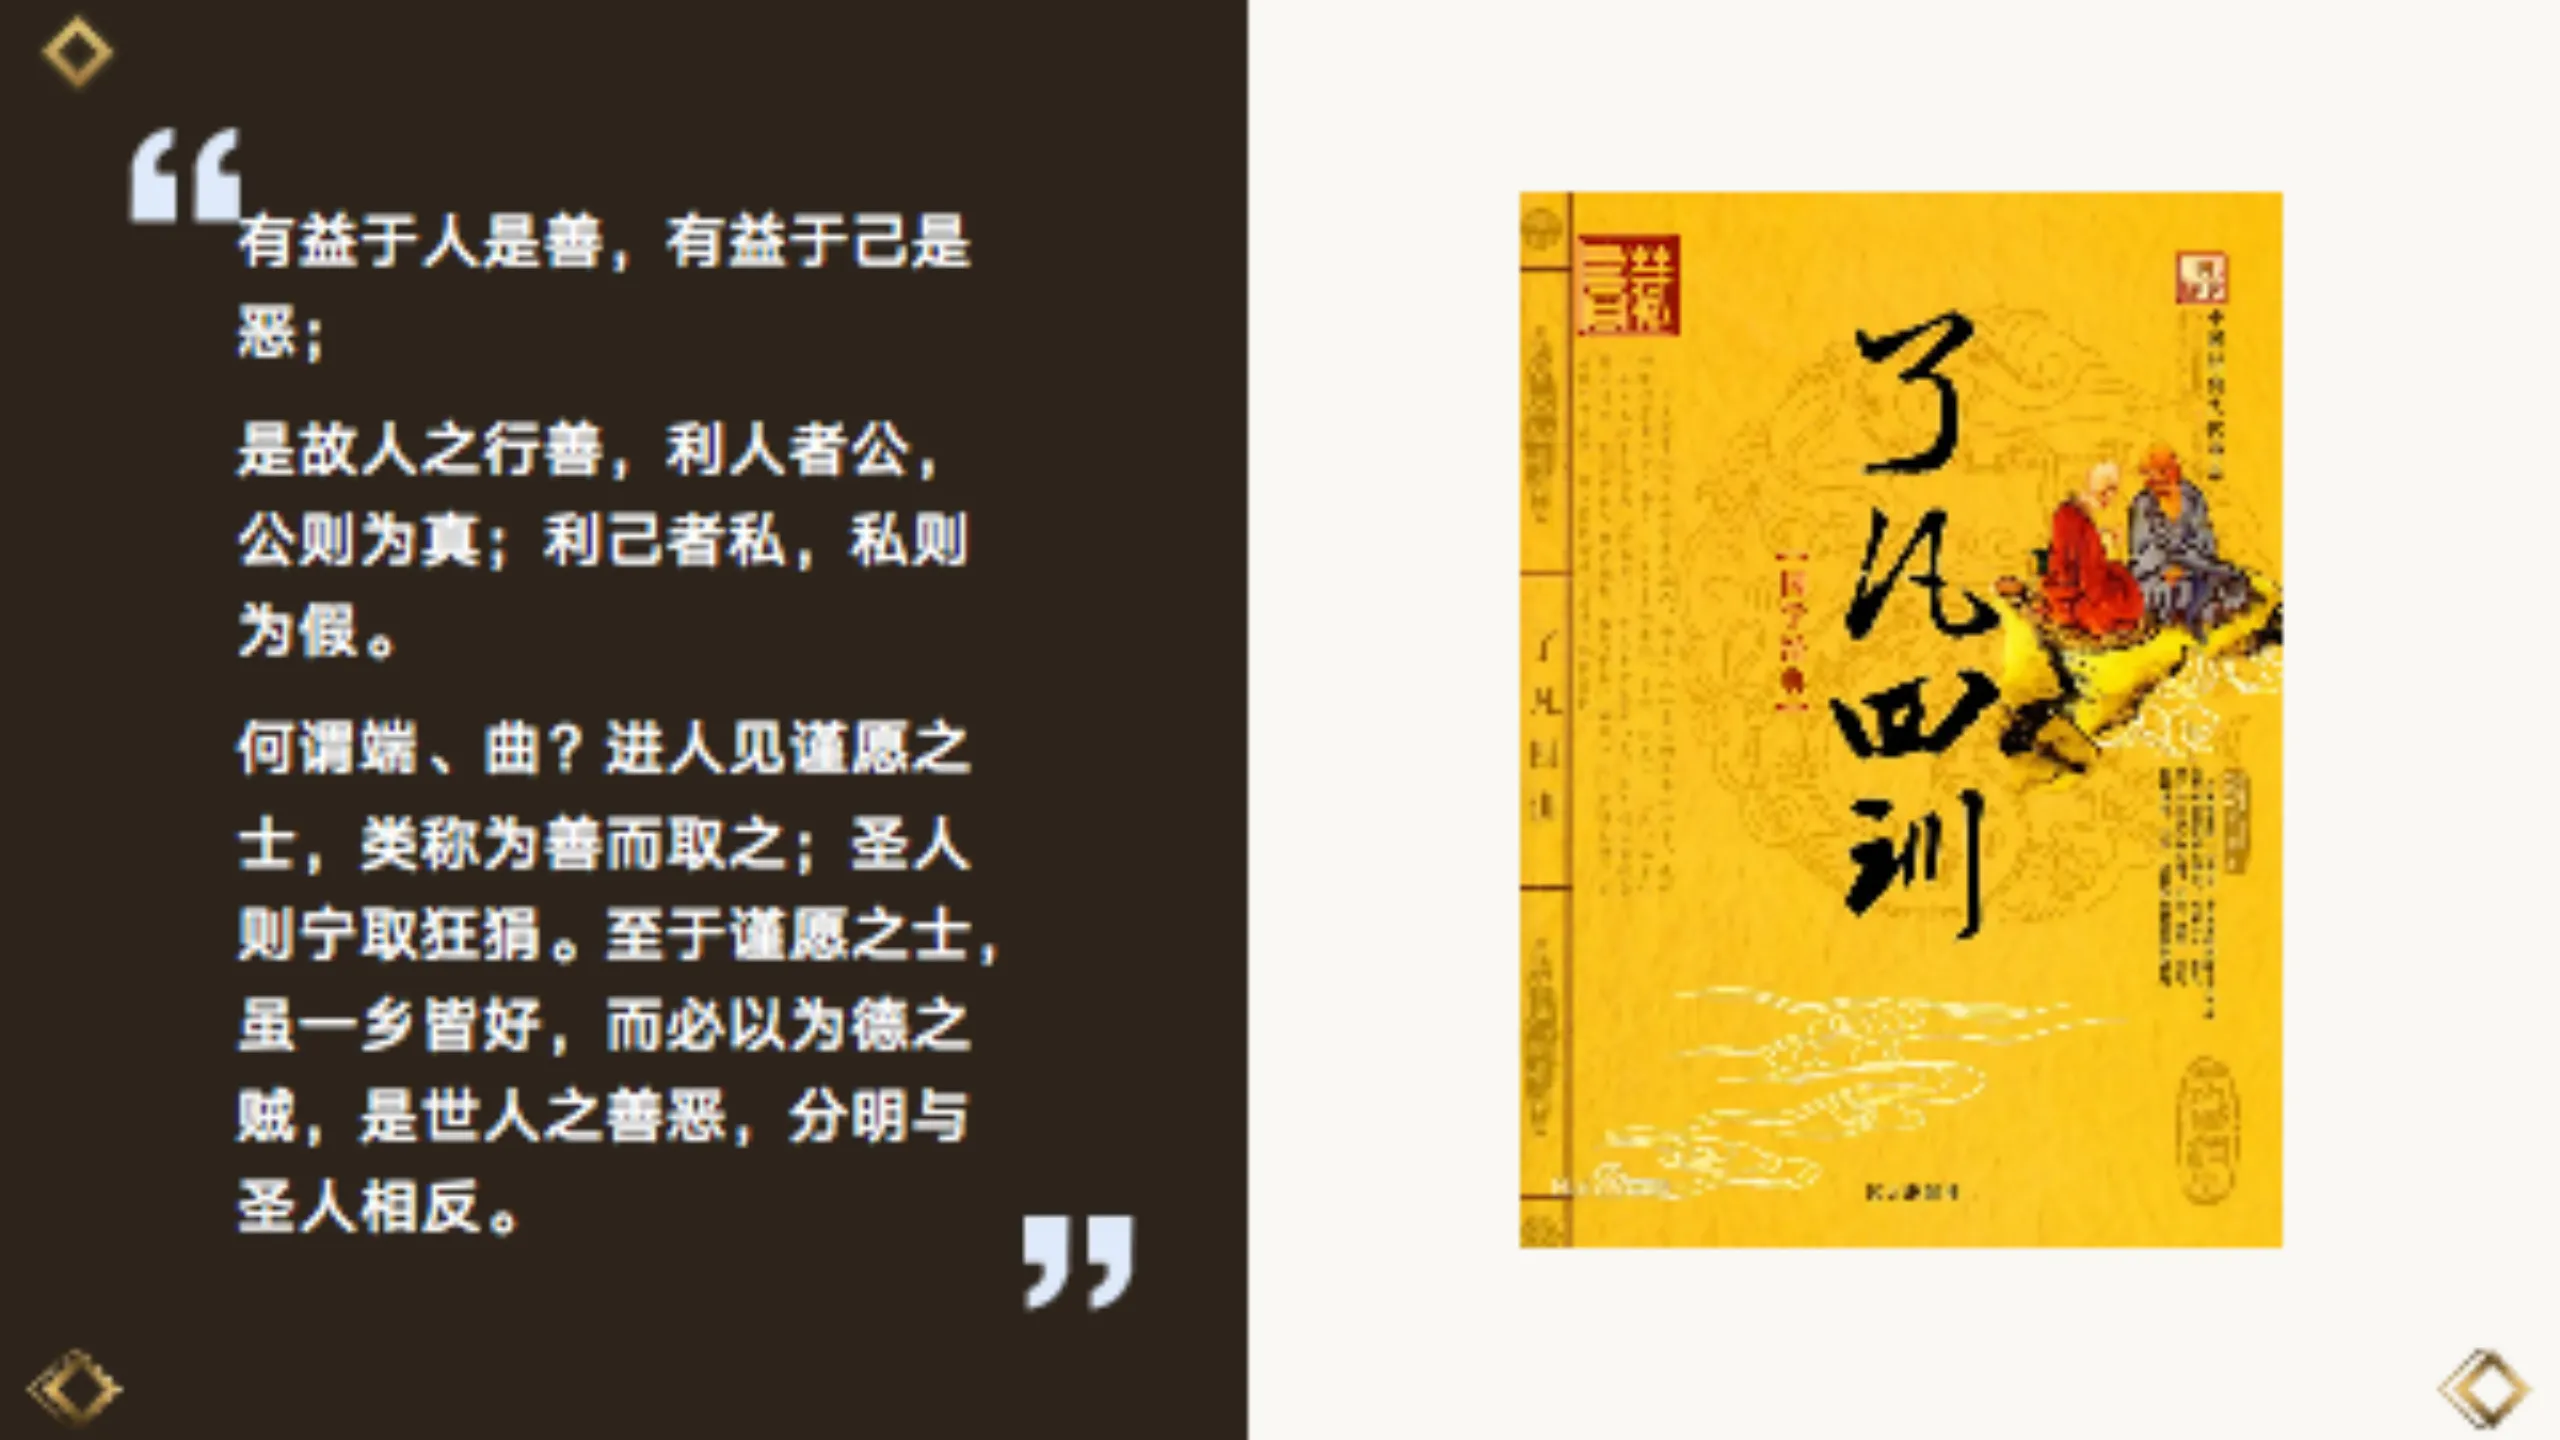 有益于人是善，有益于己是
恶；
是故人之行善，利人者公，
公则为真；利己者私，私则
为假。
何谓端、曲？进人见谨愿之
士，类称为善而取之；圣人
则宁取狂狷。至于谨愿之士，
虽一乡皆好，而必以为德之
贼，是世人之善恶，分明与
圣人相反。
了凡四训